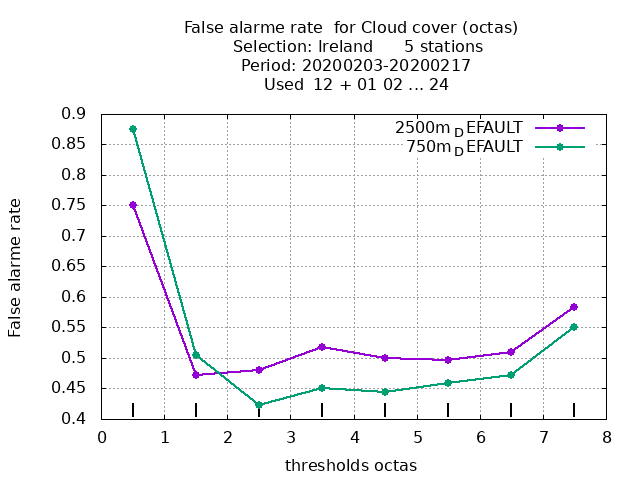 False alarme rate  for Cloud cover (octas)
Selection: Ireland      5 stations
Period: 20200203-20200217
Used  12 + 01 02 ... 24
2500m_DEFAULT
750m_DEFAULT
False alarme rate
0.9
0.85
0.8
0.75
0.7
0.65
0.6
0.55
0.5
0.45
0.4
0 1 2 3 4 5 6 7 8
thresholds octas